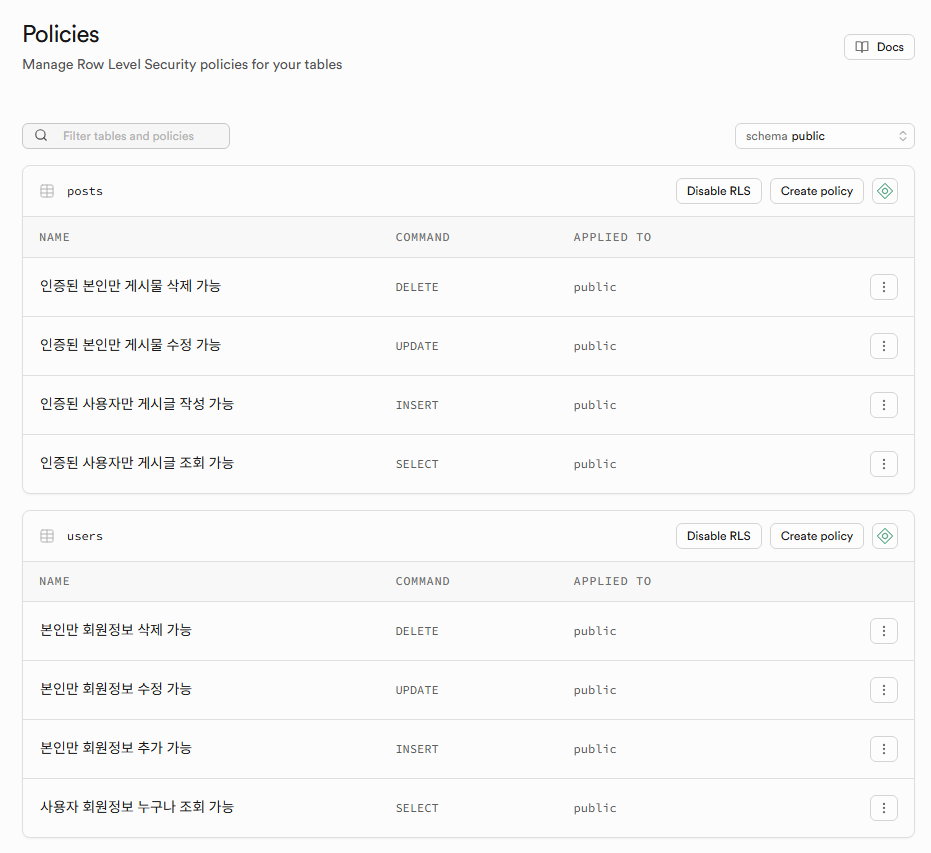 Policies
Manage Row Level Security policies for your tables
Docs
Filter tables and policies
schema public
posts
Disable RLS
Create policy
NAME COMMAND APPLIED TO
인증된 본인만 게시물 삭제 가능 DELETE public
인증된 본인만 게시물 수정 가능 UPDATE public
인증된 사용자만 게시글 작성 가능 INSERT public
인증된 사용자만 게시글 조회 가능 SELECT public
users
Disable RLS
Create policy
NAME COMMAND APPLIED TO
본인만 회원정보 삭제 가능 DELETE public
본인만 회원정보 수정 가능 UPDATE public
본인만 회원정보 추가 가능 INSERT public
사용자 회원정보 누구나 조회 가능 SELECT public